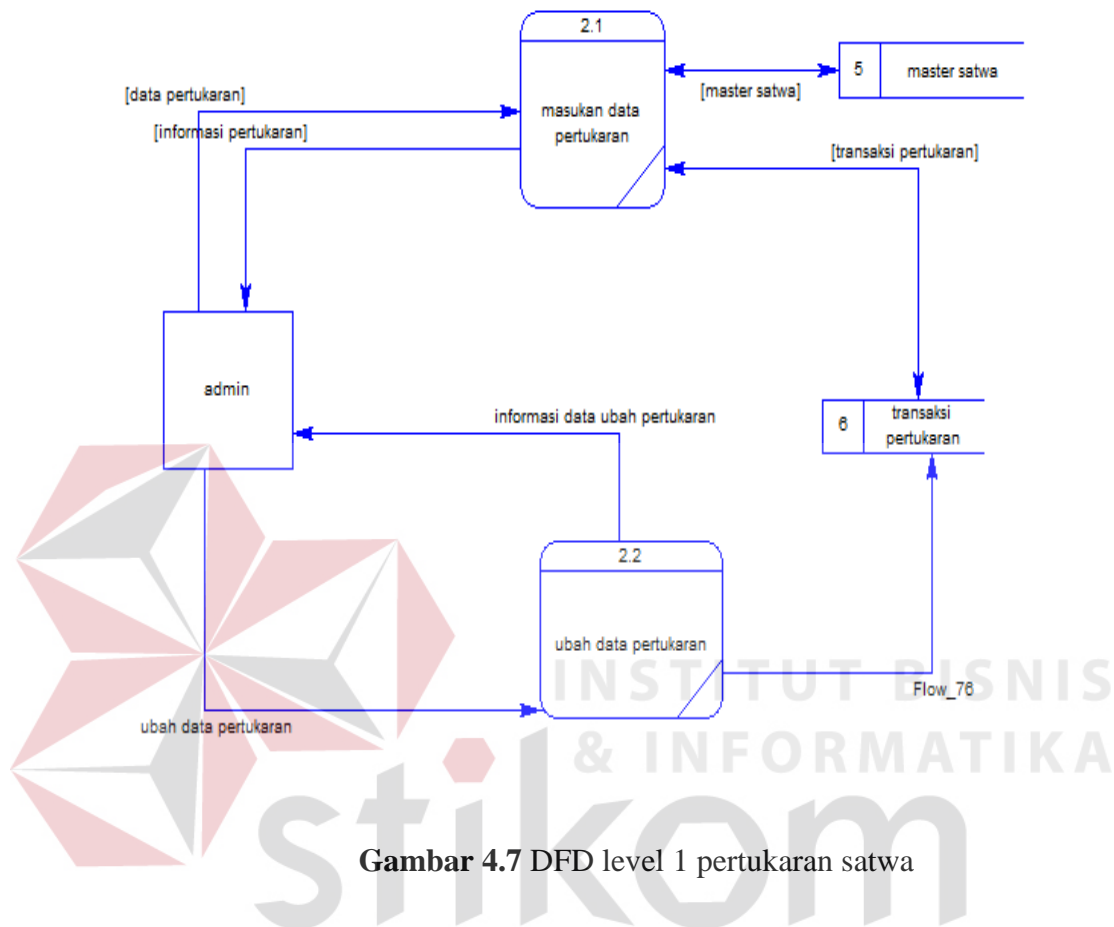 2.1
masukan data
pertukaran
5
master satwa
[master satwa]
[data pertukaran]
[informasi pertukaran]
[transaksi pertukaran]
admin
6
transaksi
pertukaran
informasi data ubah pertukaran
2.2
ubah data pertukaran
Flow_76
ubah data pertukaran
INSTITUT BISNIS
& INFORMATIKA
stikom
Gambar 4.7 DFD level 1 pertukaran satwa